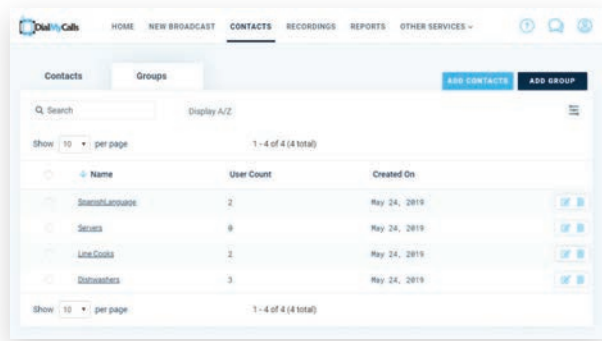 DialMyCalls HOME NEW BROADCAST CONTACTS RECORDINGS REPORTS OTHER SERVICES
Contacts Groups ADD CONTACTS ADD GROUP
Search Display A/Z
Show 10 per page 1 - 4 of 4 (4 total)
Name User Count Created On
SpanishLanguage 2 May 24, 2019
Servers 0 May 24, 2019
Line Cooks 2 May 24, 2019
Dishwashers 3 May 24, 2019
Show 10 per page 1 - 4 of 4 (4 total)